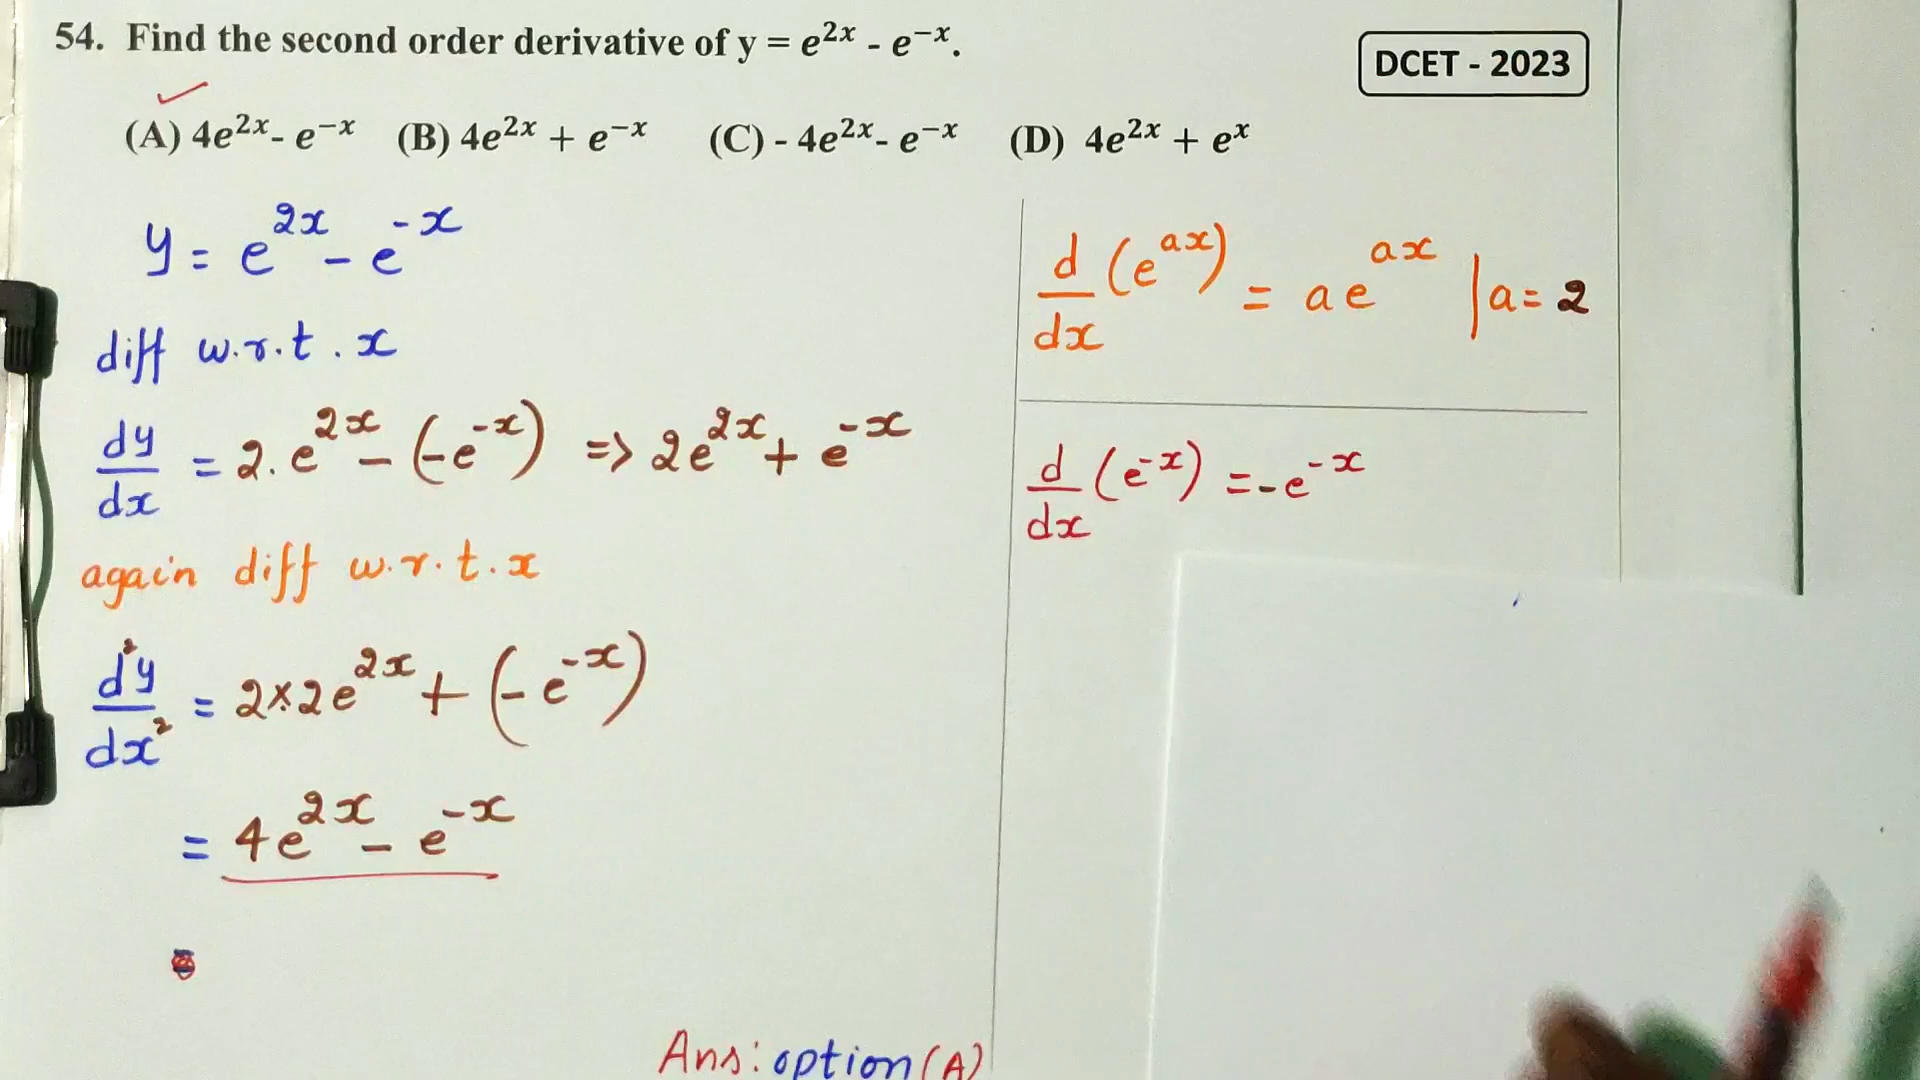 54. Find the second order derivative of y = e^{2x} - e^{-x}.
DCET - 2023
(A) 4e^{2x} - e^{-x} (B) 4e^{2x} + e^{-x} (C) - 4e^{2x} - e^{-x} (D) 4e^{2x} + e^{x}
y = e^{2x} - e^{-x}
diff w.r.t. x
dy/dx = 2. e^{2x} - (-e^{-x}) => 2e^{2x} + e^{-x}
again diff w.r.t. x
d²y/dx² = 2×2e^{2x} + (-e^{-x})
= 4e^{2x} - e^{-x}
d/dx (e^{ax}) = ae^{ax} | a = 2
d/dx (e^{-x}) = -e^{-x}
Ans: option (A)